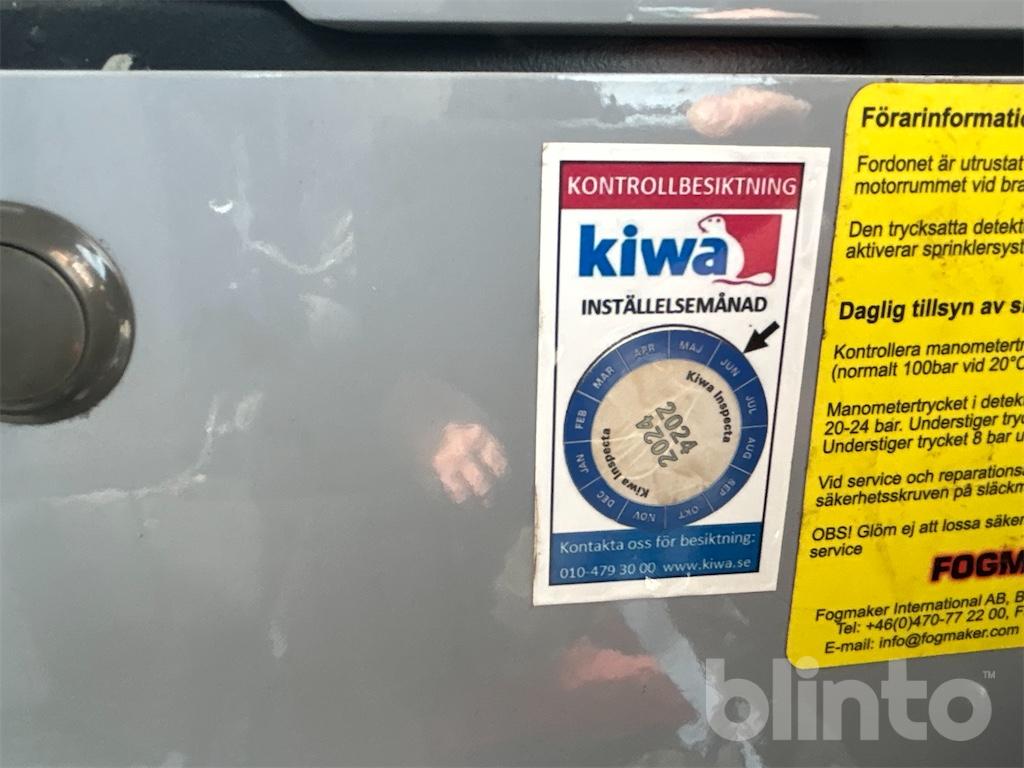 KONTROLLBESIKTNING
kiwa
INSTÄLLELSEMÅNAD
JAN FEB MAR APR MAJ JUN JUL AUG SEP OKT NOV DEC
Kiwa Inspecta
2024
2024
Kiwa Inspecta
Kontakta oss för besiktning:
010-479 30 00 www.kiwa.se
Förarinformatio
Fordonet är utrustat
motorrummet vid bra
Den trycksatta detekt
aktiverar sprinklersyst
Daglig tillsyn av
Kontrollera manometertr
(normalt 100bar vid 20°C
Manometertrycket i detekt
20-24 bar. Understiger tryc
Understiger trycket 8 bar u
Vid service och reparations
säkerhetsskruven på släckm
OBS! Glöm ej att lossa säker
service
FOGM
Fogmaker International AB, B
Tel: +46(0)470-77 22 00, F
E-mail: info@fogmaker.com
blinto™